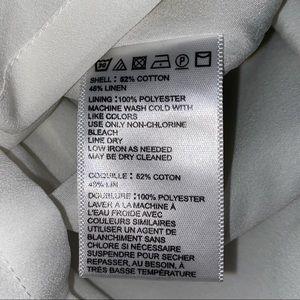 30
P
SHELL: 52% COTTON
48% LINEN
LINING: 100% POLYESTER
MACHINE WASH COLD WITH
LIKE COLORS
USE ONLY NON-CHLORINE
BLEACH
LINE DRY
LOW IRON AS NEEDED
MAY BE DRY CLEANED
COQUILLE: 52% COTON
48% LIN
DOUBLURE: 100% POLYESTER
LAVER A LA MACHINE À
L'EAU FROIDE AVEC
COULEURS SIMILAIRES
UTILISER UN AGENT DE
BLANCHIMENT SANS
CHLORE SI NÉCESSAIRE
SUSPENDRE POUR SECHER
REPASSER, AU BESOIN, À
TRÈS BASSE TEMPÉRATURE